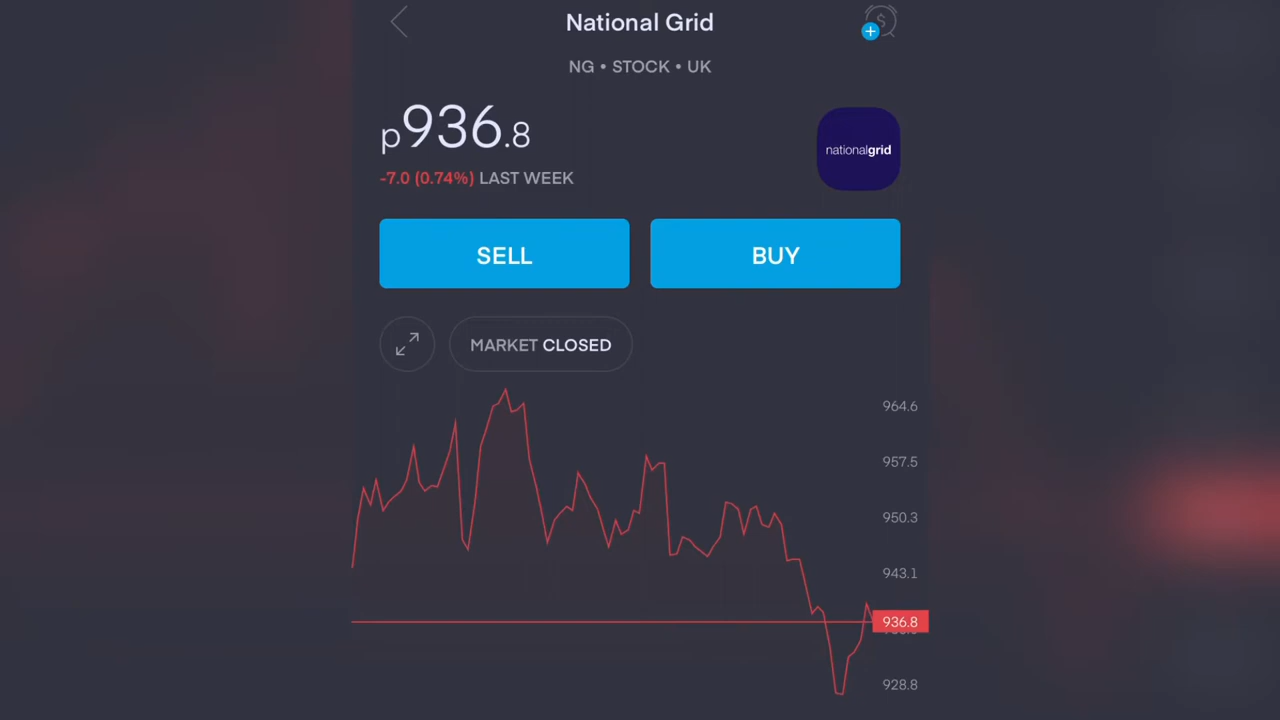 National Grid
$
+
NG • STOCK • UK
p936.8
nationalgrid
-7.0 (0.74%) LAST WEEK
SELL
BUY
MARKET CLOSED
964.6
957.5
950.3
943.1
936.8
928.8